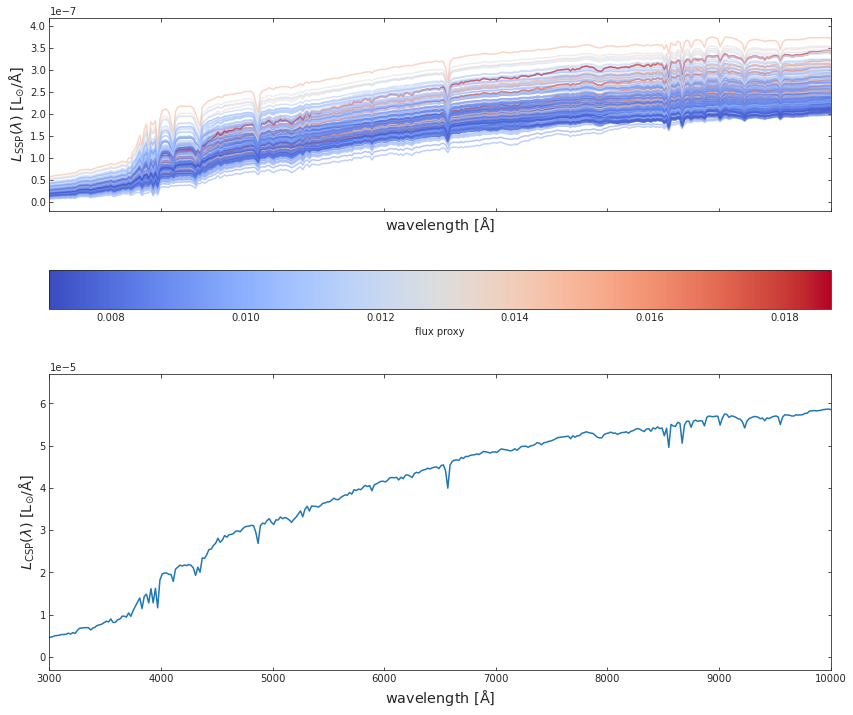 1e−7
4.0
3.5
3.0
2.5
2.0
1.5
1.0
0.5
0.0
L_SSP(λ) [L⊙/Å]
wavelength [Å]
0.008 0.010 0.012 0.014 0.016 0.018
flux proxy
1e−5
6
5
4
3
2
1
0
L_CSP(λ) [L⊙/Å]
3000 4000 5000 6000 7000 8000 9000 10000
wavelength [Å]